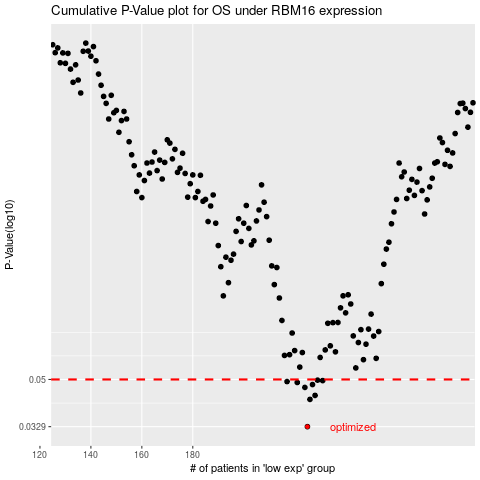 Cumulative P-Value plot for OS under RBM16 expression
P-Value(log10)
0.05
0.0329
optimized
120 140 160 180
# of patients in 'low exp' group